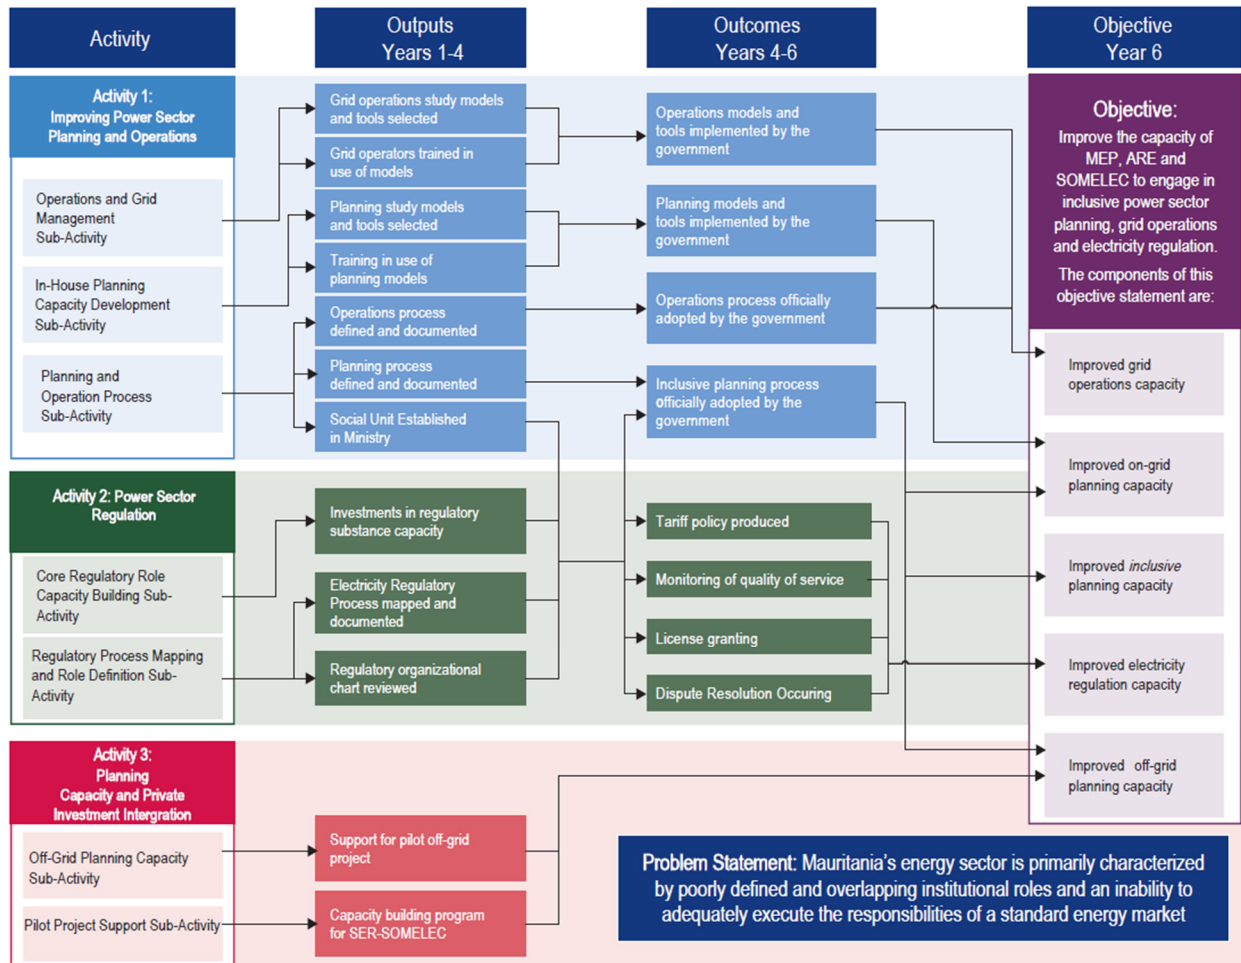 Activity
Outputs
Years 1-4
Outcomes
Years 4-6
Objective
Year 6
Activity 1:
Improving Power Sector
Planning and Operations
Operations and Grid
Management
Sub-Activity
In-House Planning
Capacity Development
Sub-Activity
Planning and
Operation Process
Sub-Activity
Grid operations study models
and tools selected
Grid operators trained in
use of models
Planning study models
and tools selected
Training in use of
planning models
Operations process
defined and documented
Planning process
defined and documented
Social Unit Established
in Ministry
Operations models and
tools implemented by the
government
Planning models and
tools implemented by the
government
Operations process officially
adopted by the government
Inclusive planning process
officially adopted by the
government
Objective:
Improve the capacity of
MEP, ARE and
SOMELEC to engage in
inclusive power sector
planning, grid operations
and electricity regulation.
The components of this
objective statement are:
Improved grid
operations capacity
Improved on-grid
planning capacity
Improved inclusive
planning capacity
Improved electricity
regulation capacity
Improved off-grid
planning capacity
Activity 2: Power Sector
Regulation
Core Regulatory Role
Capacity Building Sub-
Activity
Regulatory Process Mapping
and Role Definition Sub-
Activity
Investments in regulatory
substance capacity
Electricity Regulatory
Process mapped and
documented
Regulatory organizational
chart reviewed
Tariff policy produced
Monitoring of quality of service
License granting
Dispute Resolution Occuring
Activity 3:
Planning
Capacity and Private
Investment Intergration
Off-Grid Planning Capacity
Sub-Activity
Pilot Project Support Sub-Activity
Support for pilot off-grid
project
Capacity building program
for SER-SOMELEC
Problem Statement: Mauritania's energy sector is primarily characterized
by poorly defined and overlapping institutional roles and an inability to
adequately execute the responsibilities of a standard energy market